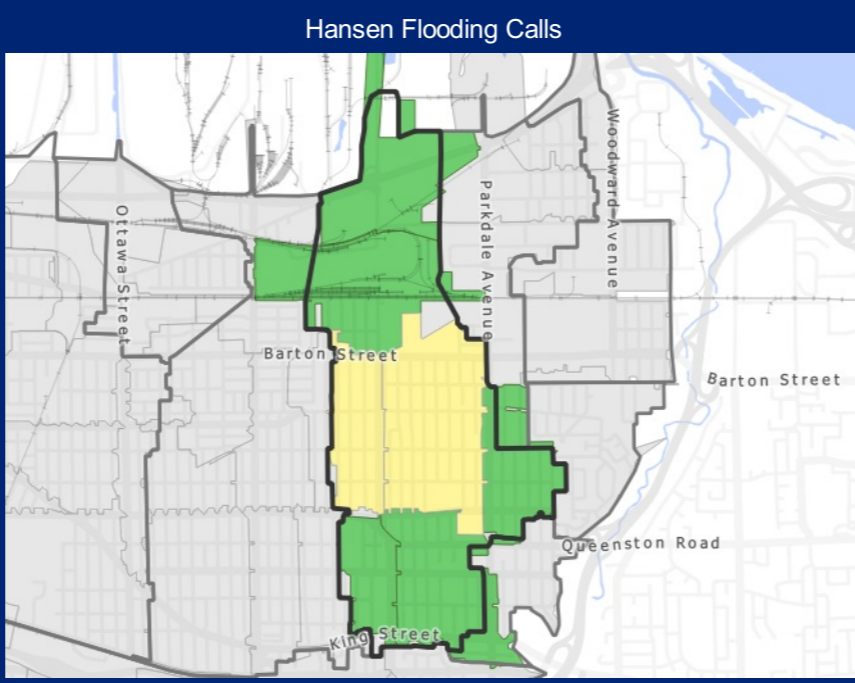 Hansen Flooding Calls
Woodward Avenue
Parkdale Avenue
Ottawa Street
Barton Street
Barton Street
Queenston Road
King Street